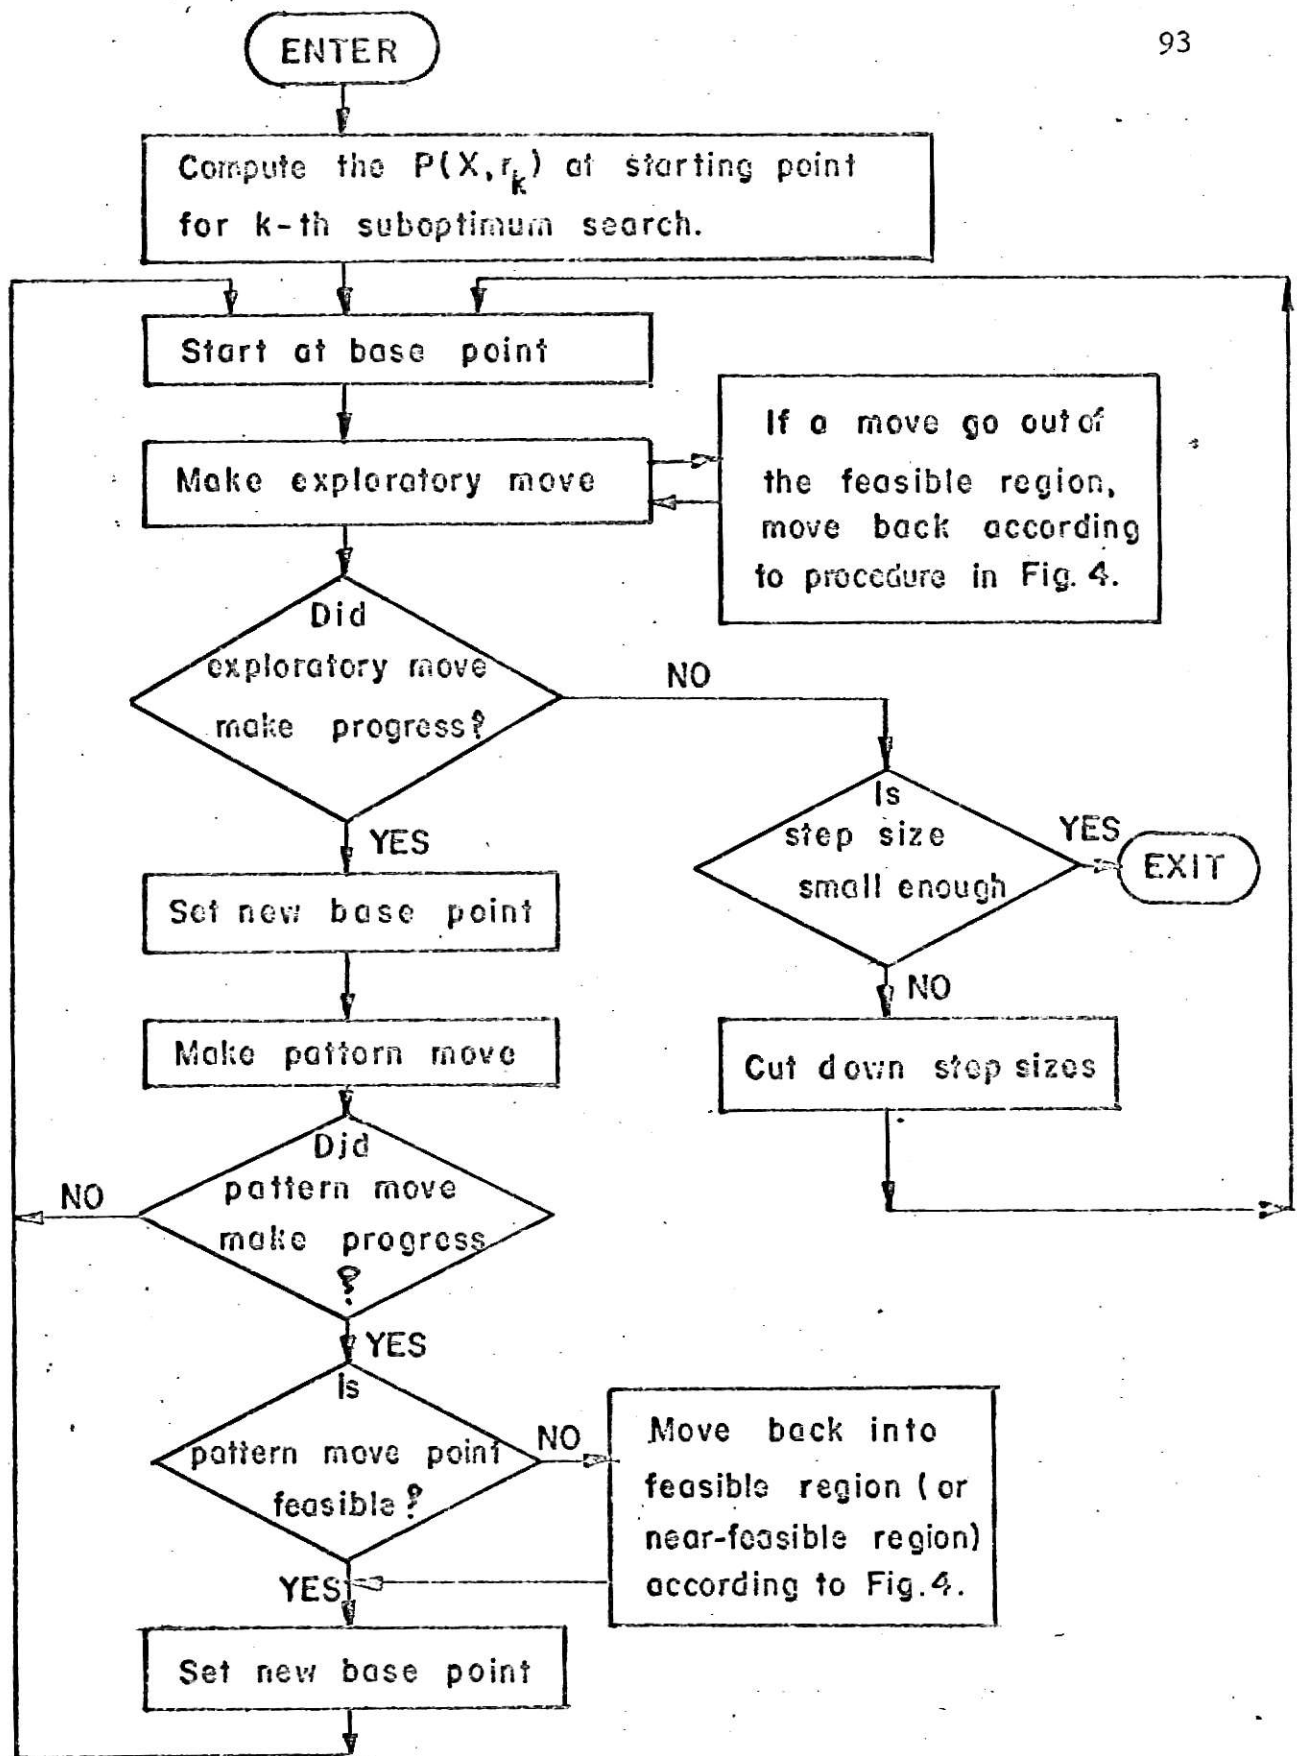 93
ENTER
Compute the P(X, r_k) at starting point
for k-th suboptimum search.
Start at base point
Make exploratory move
If a move go out of
the feasible region,
move back according
to procedure in Fig. 4.
Did
exploratory move
make progress?
NO
YES
Is
step size
small enough
YES
EXIT
NO
Cut down step sizes
Set new base point
Make pattern move
Did
pattern move
make progress
?
NO
YES
Is
pattern move point
feasible?
NO
Move back into
feasible region (or
near-feasible region)
according to Fig. 4.
YES
Set new base point